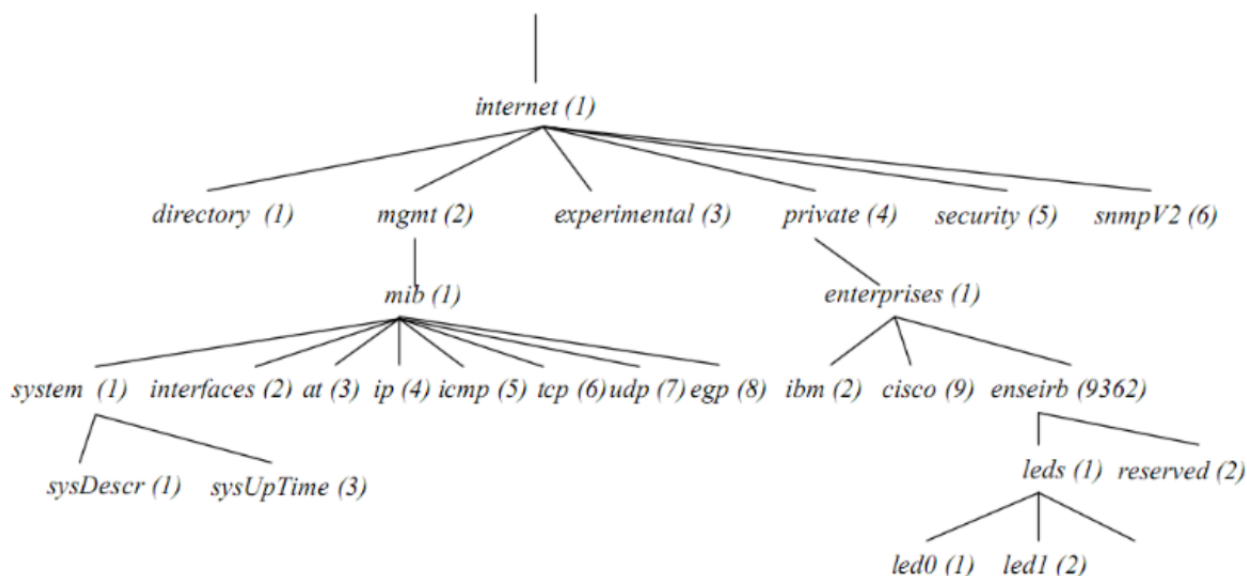 internet (1)
directory (1) mgmt (2) experimental (3) private (4) security (5) snmpV2 (6)
mib (1) enterprises (1)
system (1) interfaces (2) at (3) ip (4) icmp (5) tcp (6) udp (7) egp (8) ibm (2) cisco (9) enseirb (9362)
sysDescr (1) sysUpTime (3) leds (1) reserved (2)
led0 (1) led1 (2)